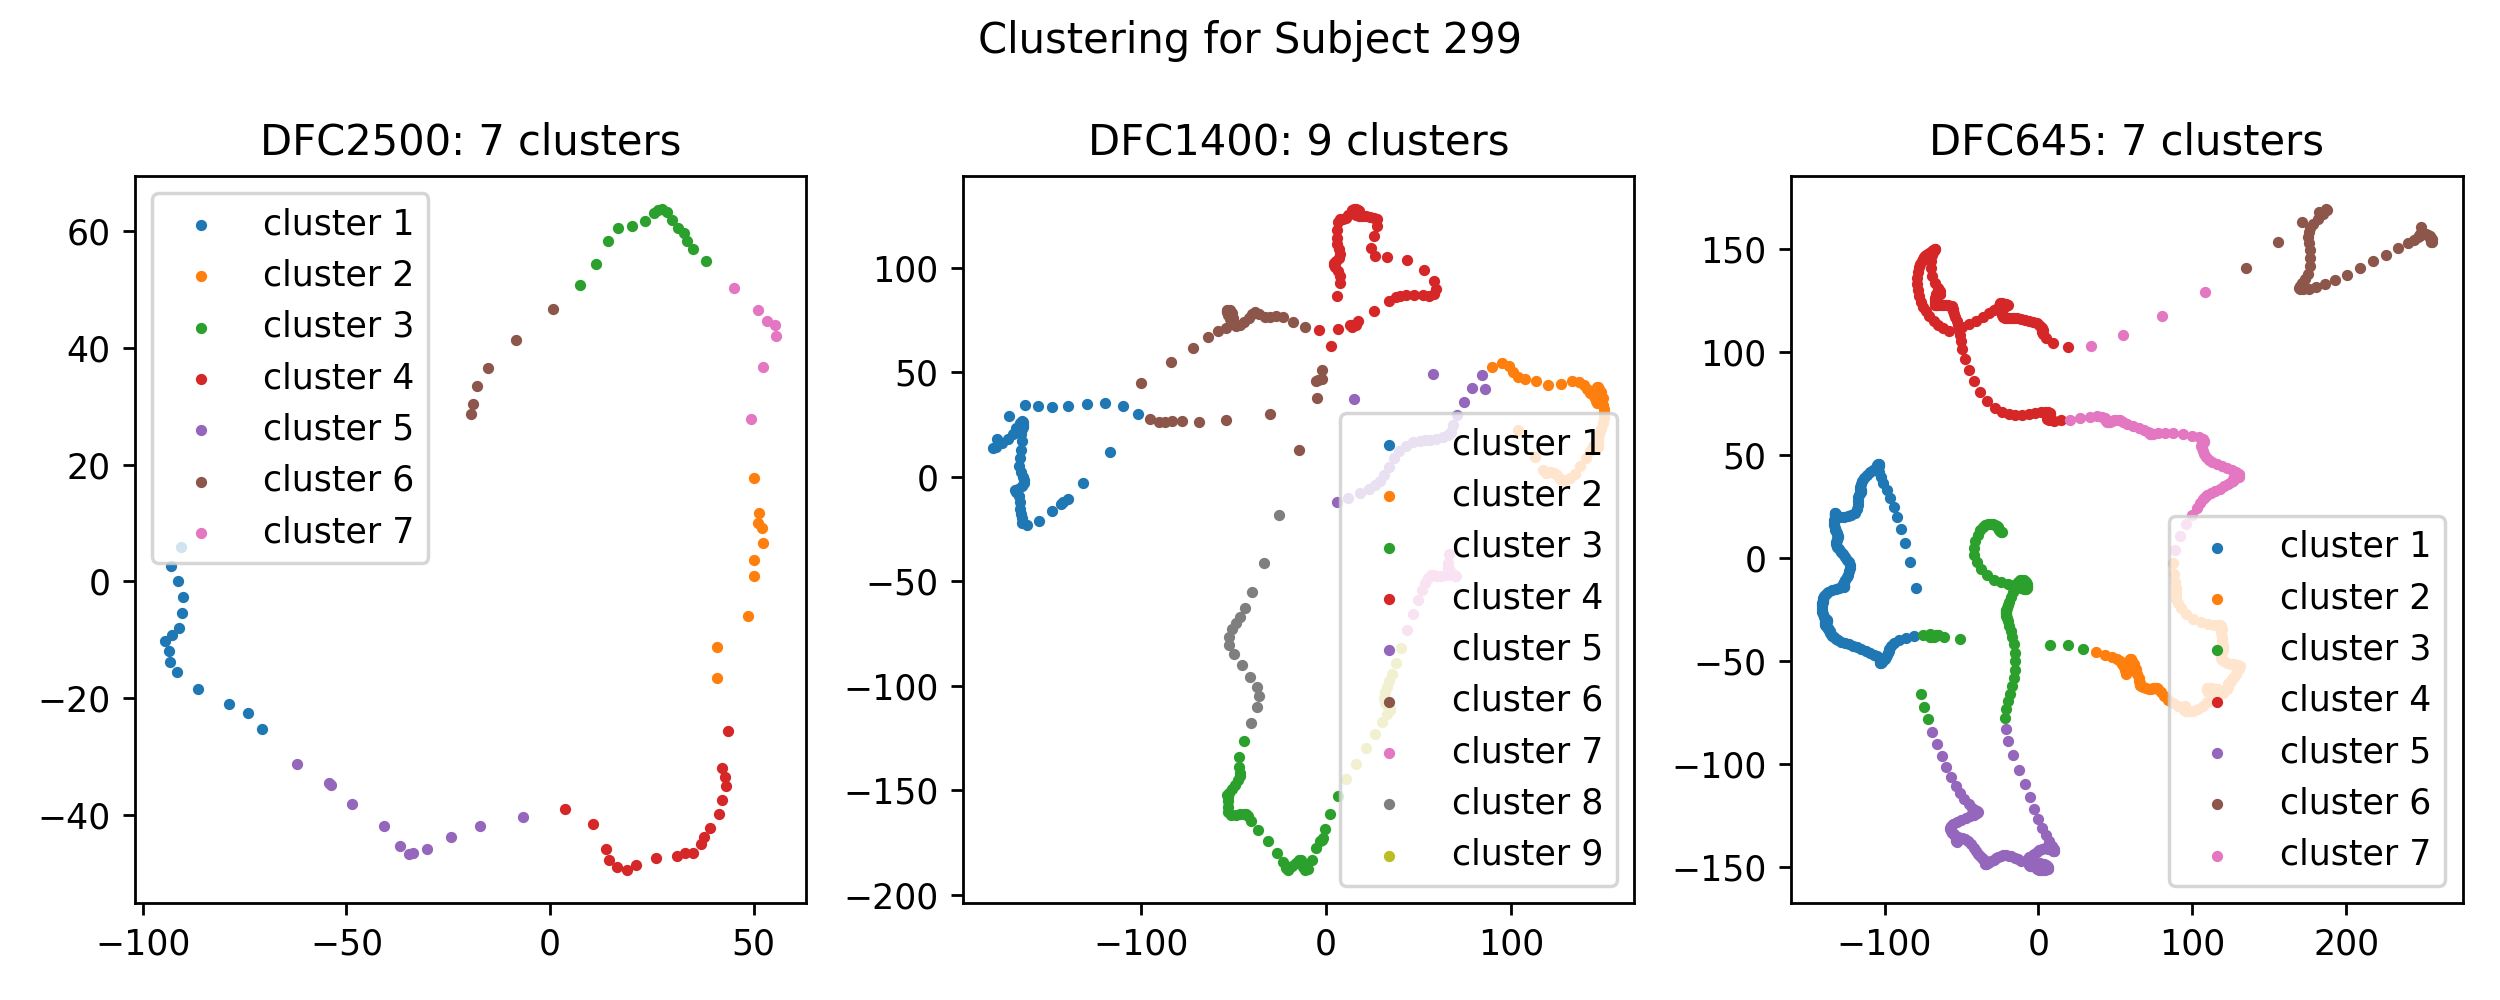 Clustering for Subject 299
DFC2500: 7 clusters
60
40
20
0
−20
−40
−100
−50
0
50
cluster 1
cluster 2
cluster 3
cluster 4
cluster 5
cluster 6
cluster 7
DFC1400: 9 clusters
100
50
0
−50
−100
−150
−200
−100
0
100
cluster 1
cluster 2
cluster 3
cluster 4
cluster 5
cluster 6
cluster 7
cluster 8
cluster 9
DFC645: 7 clusters
150
100
50
0
−50
−100
−150
−100
0
100
200
cluster 1
cluster 2
cluster 3
cluster 4
cluster 5
cluster 6
cluster 7